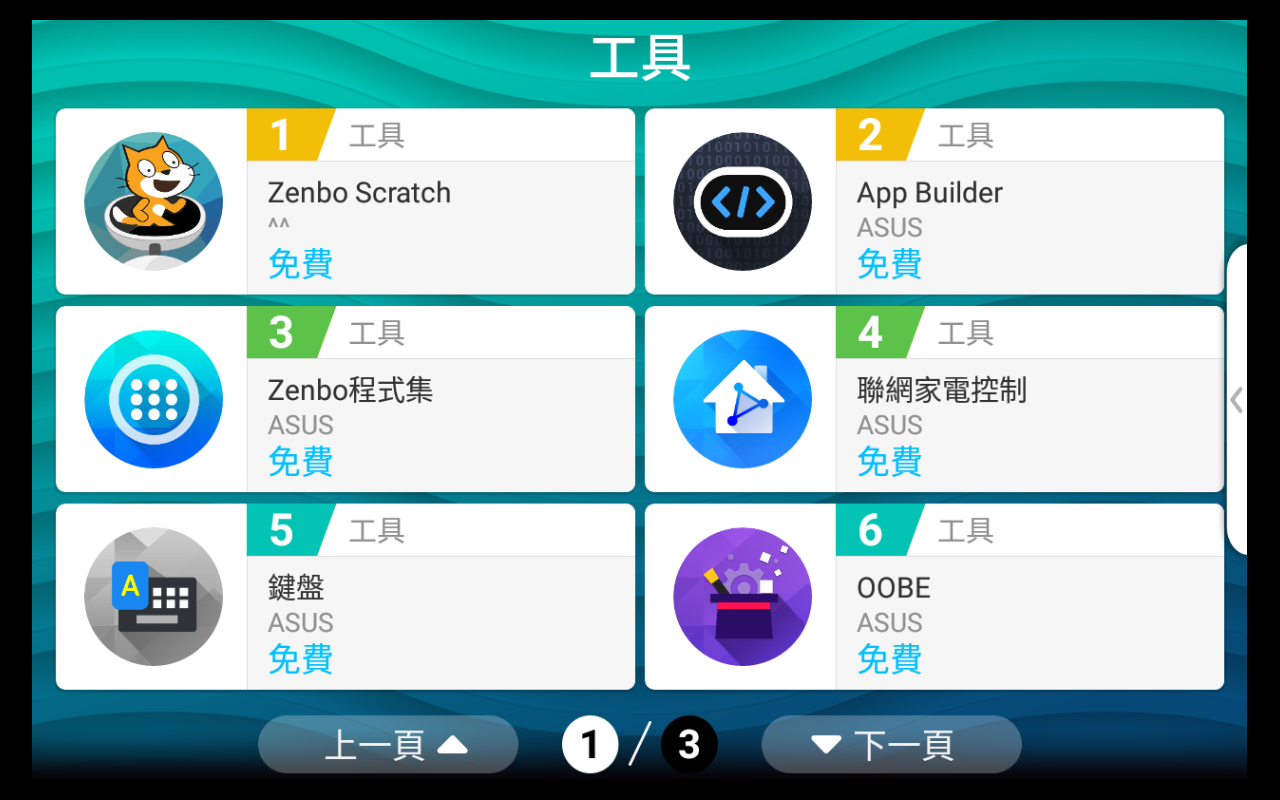 工具
1 工具
Zenbo Scratch
^^
免費
2 工具
App Builder
ASUS
免費
3 工具
Zenbo程式集
ASUS
免費
4 工具
聯網家電控制
ASUS
免費
5 工具
A
鍵盤
ASUS
免費
6 工具
OOBE
ASUS
免費
上一頁
1 / 3
下一頁